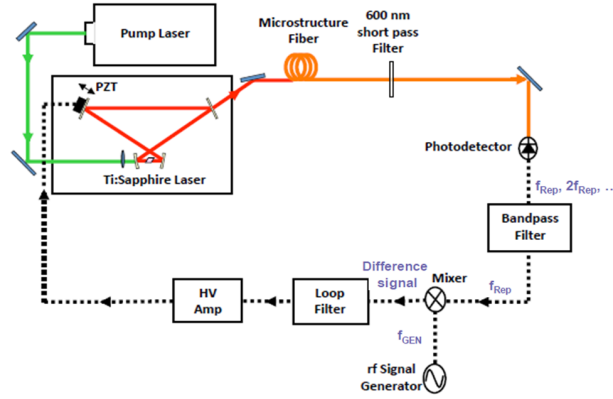 Pump Laser
Microstructure
Fiber
600 nm
short pass
Filter
PZT
Ti:Sapphire Laser
Photodetector
fRep, 2fRep, ..
Bandpass
Filter
Difference
signal
Mixer
fRep
HV
Amp
Loop
Filter
fGEN
rf Signal
Generator